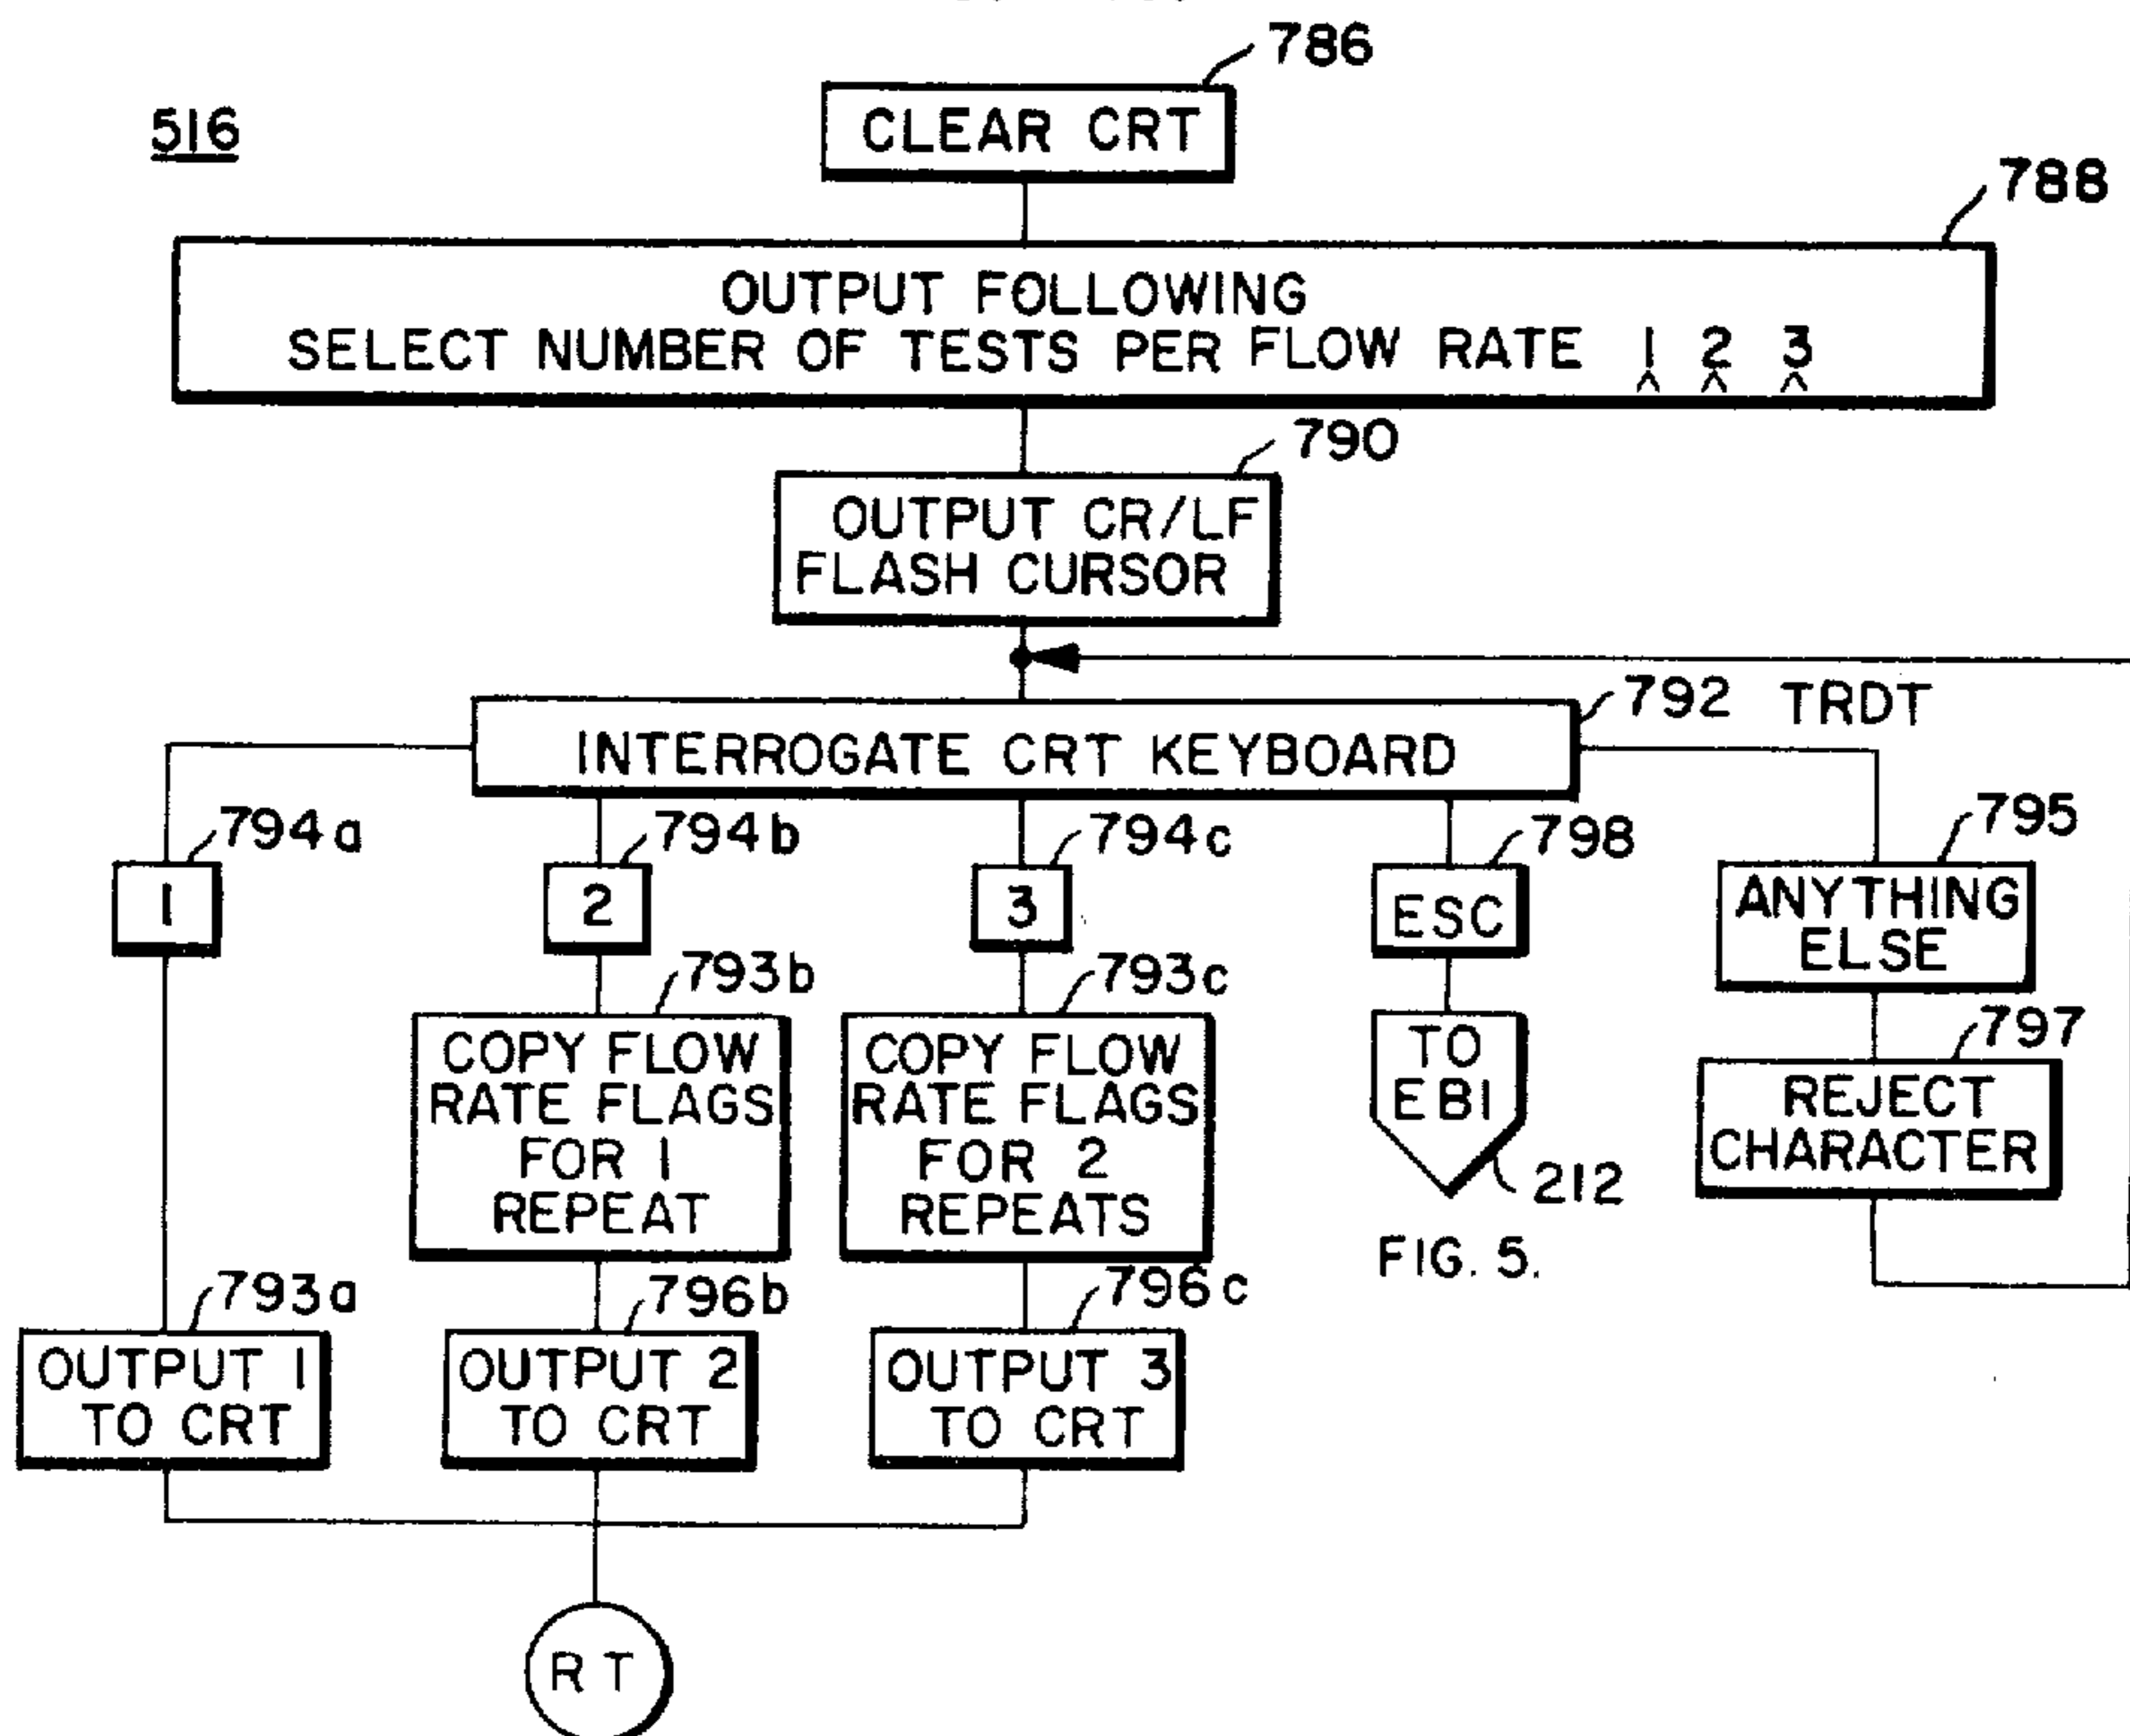 786
516
CLEAR CRT
788
OUTPUT FOLLOWING
SELECT NUMBER OF TESTS PER FLOW RATE 1 2 3
^ ^ ^
790
OUTPUT CR/LF
FLASH CURSOR
792 TRDT
INTERROGATE CRT KEYBOARD
794a
794b
794c
798
795
1
2
3
ESC
ANYTHING
ELSE
793b
793c
797
COPY FLOW
RATE FLAGS
FOR 1
REPEAT
COPY FLOW
RATE FLAGS
FOR 2
REPEATS
TO
EB1
212
FIG. 5.
REJECT
CHARACTER
793a
796b
796c
OUTPUT 1
TO CRT
OUTPUT 2
TO CRT
OUTPUT 3
TO CRT
RT